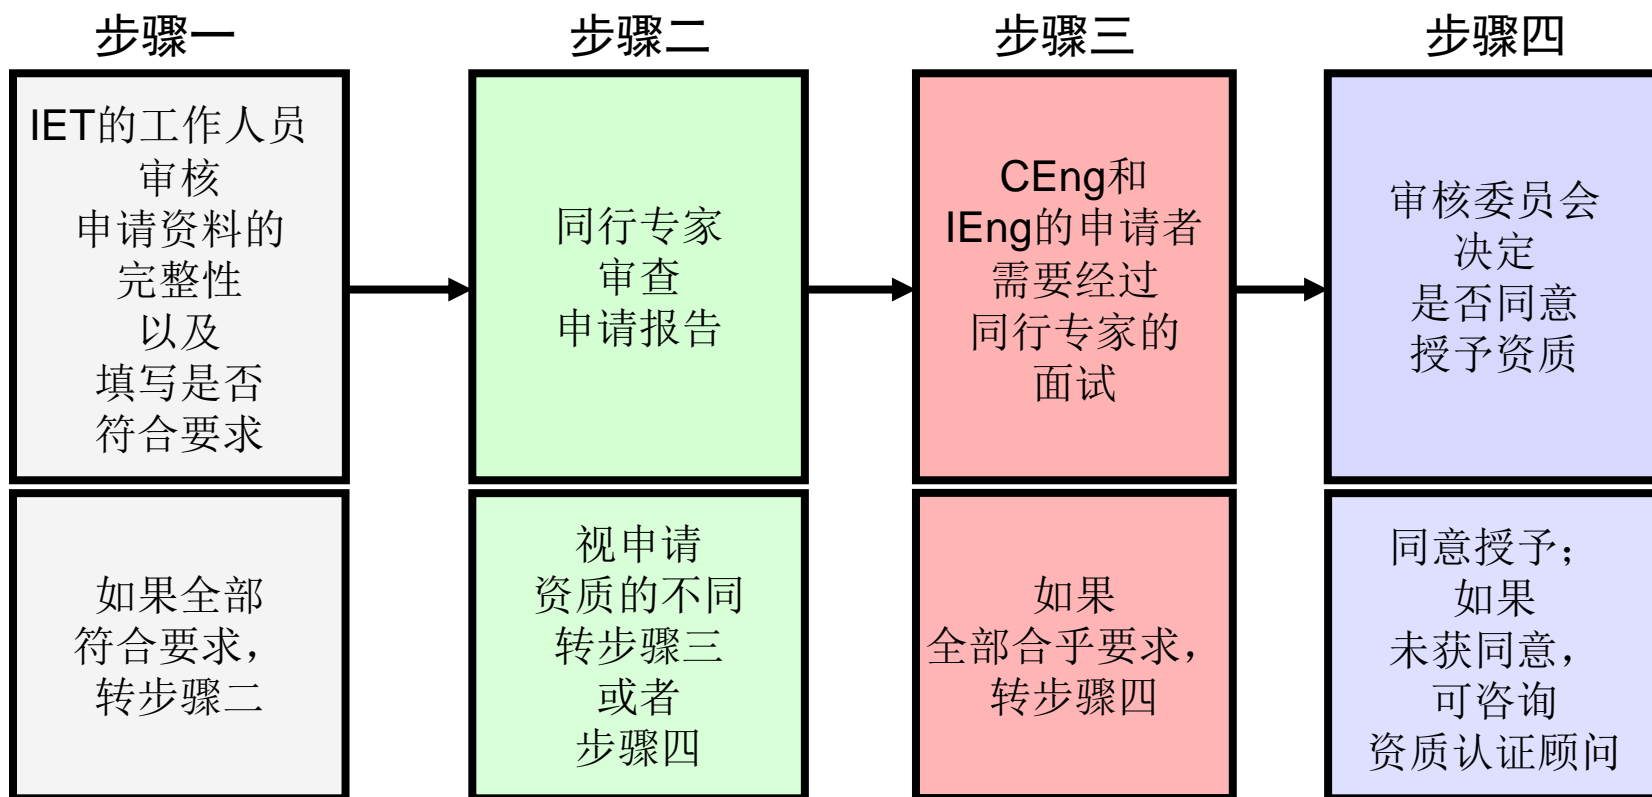 步骤一
IET的工作人员
审核
申请资料的
完整性
以及
填写是否
符合要求
如果全部
符合要求，
转步骤二
步骤二
同行专家
审查
申请报告
视申请
资质的不同
转步骤三
或者
步骤四
步骤三
CEng和
IEng的申请者
需要经过
同行专家的
面试
如果
全部合乎要求，
转步骤四
步骤四
审核委员会
决定
是否同意
授予资质
同意授予；
如果
未获同意，
可咨询
资质认证顾问